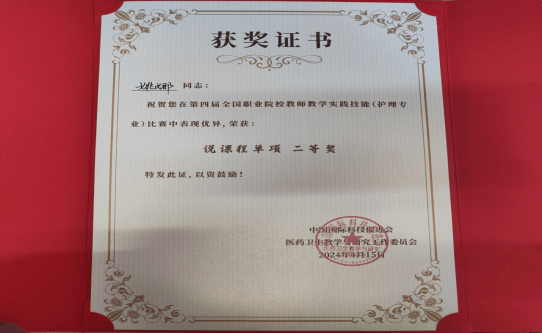 获奖证书
同志：
祝贺您在第四届全国职业院校教师教学实践技能（护理专
业）比赛中表现优异，荣获：
说课程单项 二等奖
特发此证，以资鼓励！
中国国际科技促进会
医药卫生教学与研究工作委员会
2024年4月15日